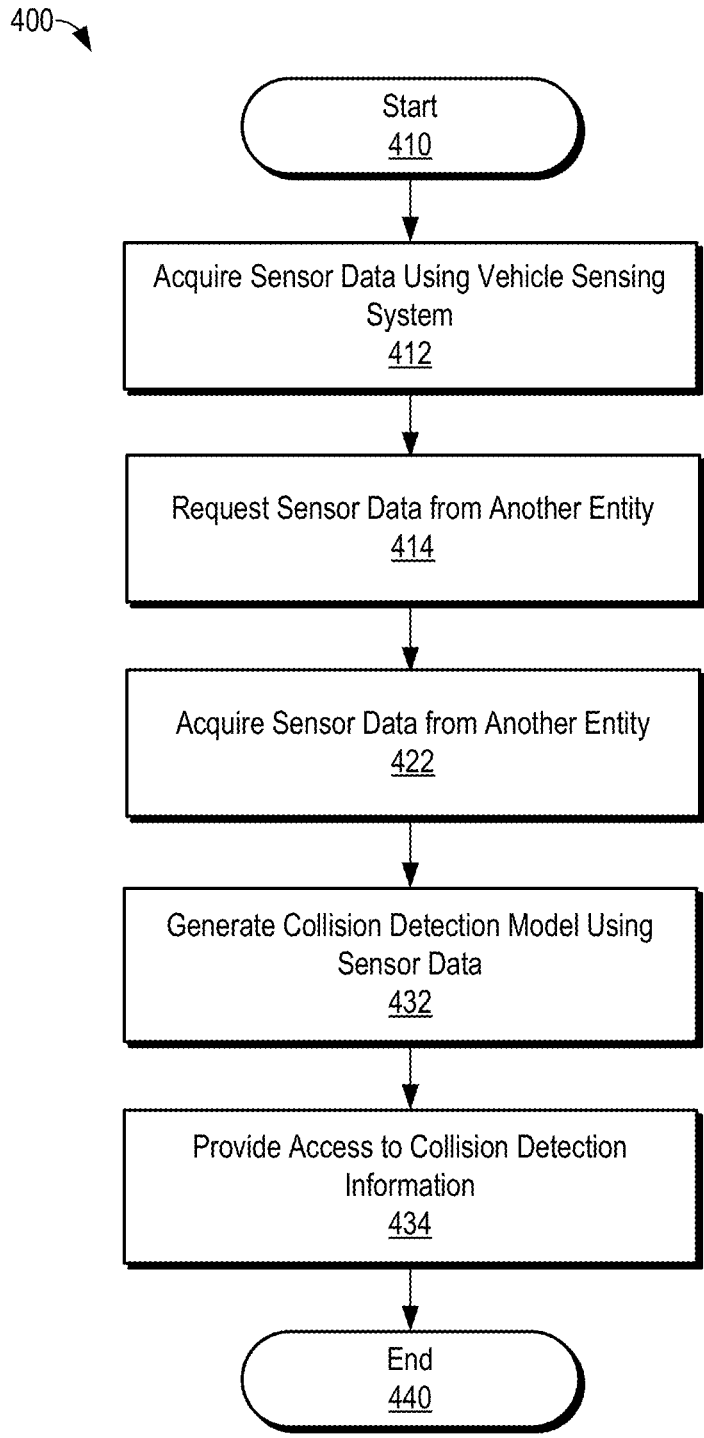 400
Start
410
Acquire Sensor Data Using Vehicle Sensing
System
412
Request Sensor Data from Another Entity
414
Acquire Sensor Data from Another Entity
422
Generate Collision Detection Model Using
Sensor Data
432
Provide Access to Collision Detection
Information
434
End
440